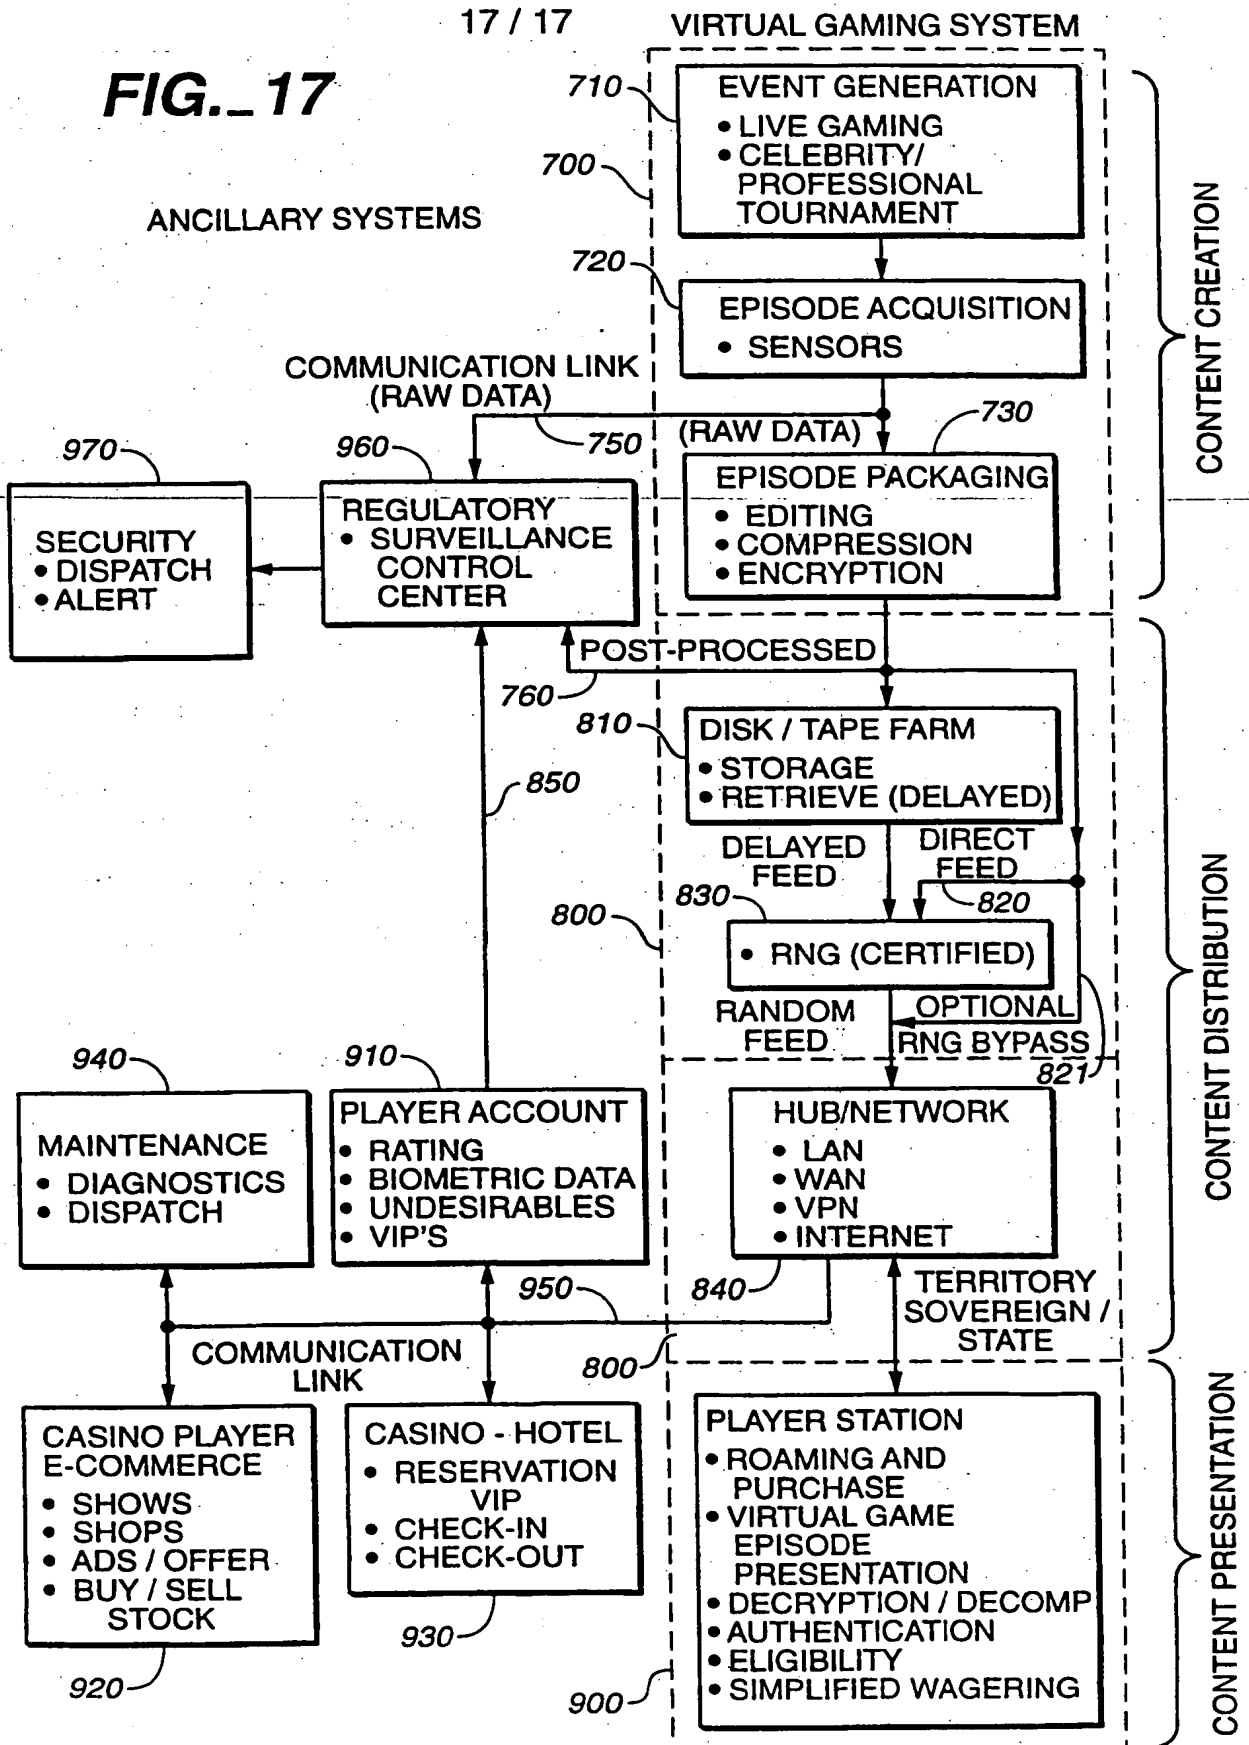 17 / 17
VIRTUAL GAMING SYSTEM
FIG._17
ANCILLARY SYSTEMS
710
EVENT GENERATION
• LIVE GAMING
• CELEBRITY/
PROFESSIONAL
TOURNAMENT
700
720
EPISODE ACQUISITION
• SENSORS
CONTENT CREATION
COMMUNICATION LINK
(RAW DATA)
750
(RAW DATA)
730
EPISODE PACKAGING
• EDITING
• COMPRESSION
• ENCRYPTION
970
SECURITY
• DISPATCH
• ALERT
960
REGULATORY
• SURVEILLANCE
CONTROL
CENTER
POST-PROCESSED
760
810
DISK / TAPE FARM
• STORAGE
• RETRIEVE (DELAYED)
850
DELAYED
FEED
DIRECT
FEED
820
800
830
• RNG (CERTIFIED)
RANDOM
FEED
OPTIONAL
RNG BYPASS
821
CONTENT DISTRIBUTION
940
MAINTENANCE
• DIAGNOSTICS
• DISPATCH
910
PLAYER ACCOUNT
• RATING
• BIOMETRIC DATA
• UNDESIRABLES
• VIP'S
HUB/NETWORK
• LAN
• WAN
• VPN
• INTERNET
840
950
TERRITORY
SOVEREIGN /
STATE
COMMUNICATION
LINK
800
CASINO PLAYER
E-COMMERCE
• SHOWS
• SHOPS
• ADS / OFFER
• BUY / SELL
STOCK
920
CASINO - HOTEL
• RESERVATION
VIP
• CHECK-IN
• CHECK-OUT
930
PLAYER STATION
• ROAMING AND
PURCHASE
• VIRTUAL GAME
EPISODE
PRESENTATION
• DECRYPTION / DECOMP
• AUTHENTICATION
• ELIGIBILITY
• SIMPLIFIED WAGERING
900
CONTENT PRESENTATION